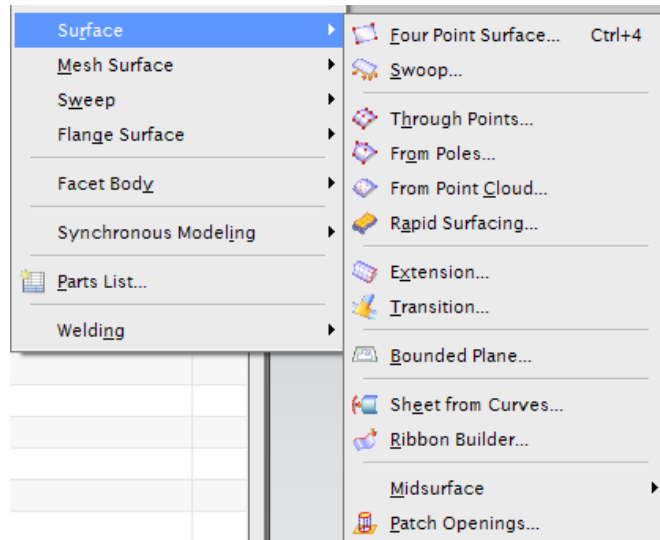 Surface
Mesh Surface
Sweep
Flange Surface
Facet Body
Synchronous Modeling
Parts List...
Welding
Four Point Surface... Ctrl+4
Swoop...
Through Points...
From Poles...
From Point Cloud...
Rapid Surfacing...
Extension...
Transition...
Bounded Plane...
Sheet from Curves...
Ribbon Builder...
Midsurface
Patch Openings...